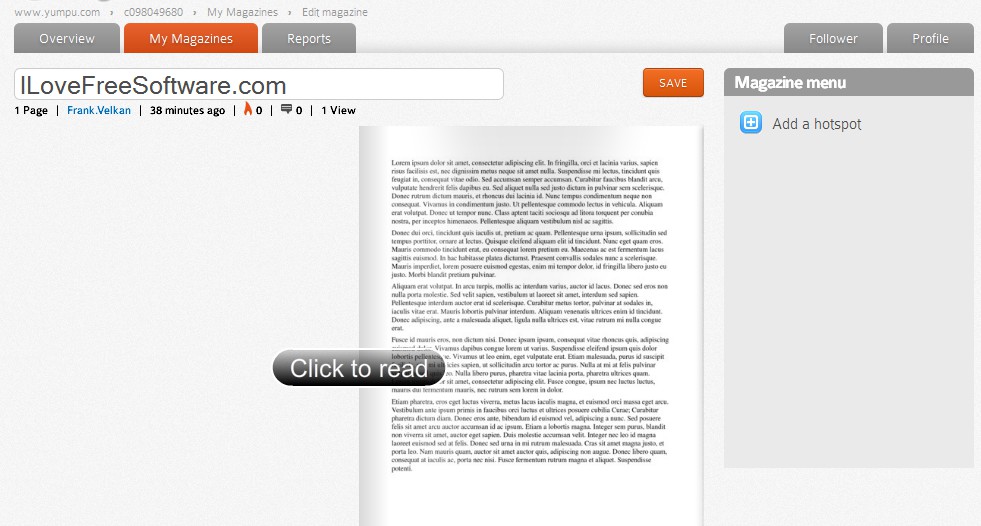 www.yumpu.com › c098049680 › My Magazines › Edit magazine
Overview My Magazines Reports Follower Profile
ILoveFreeSoftware.com SAVE Magazine menu
1 Page | Frank.Velkan | 38 minutes ago | 0 | 0 | 1 View
Add a hotspot
Lorem ipsum dolor sit amet, consectetur adipiscing elit. In fringilla, orci et lacinia varius, sapien
risus facilisis est, nec dignissim metus neque sit amet nulla. Suspendisse mi lectus, tincidunt quis
feugiat in, consequat vitae odio. Sed accumsan semper accumsan. Curabitur faucibus blandit arcu,
vulputate hendrerit felis dapibus eu. Sed aliquet nulla sed justo dictum in pulvinar sem scelerisque.
Donec rutrum dictum mauris, et rhoncus dui lacinia id. Nunc tempus condimentum neque non
consequat. Vivamus in condimentum justo. Ut pellentesque commodo lectus in vehicula. Aliquam
erat volutpat. Donec ut tempor nunc. Class aptent taciti sociosqu ad litora torquent per conubia
nostra, per inceptos himenaeos. Pellentesque aliquam vestibulum nisl ac sagittis.
Donec dui orci, tincidunt quis iaculis ut, pretium ac quam. Pellentesque urna ipsum, sollicitudin sed
tempus porttitor, ornare at lectus. Quisque eleifend aliquam elit id tincidunt. Nunc eget quam eros.
Mauris commodo tincidunt erat, eu consequat lorem pretium eu. Maecenas ac est fermentum lacus
sagittis euismod. In hac habitasse platea dictumst. Praesent convallis sodales nunc a scelerisque.
Mauris imperdiet, lorem posuere euismod egestas, enim mi tempor dolor, id fringilla libero justo eu
justo. Morbi blandit pretium pulvinar.
Aliquam erat volutpat. In arcu turpis, mollis ac interdum varius, auctor id lacus. Donec sed eros non
nulla porta molestie. Sed velit sapien, vestibulum ut laoreet sit amet, interdum sed sapien.
Pellentesque interdum auctor erat id scelerisque. Curabitur metus tortor, pulvinar at sodales in,
iaculis vitae erat. Mauris lobortis pulvinar interdum. Aliquam venenatis ultrices enim id tincidunt.
Donec adipiscing, ante a malesuada aliquet, ligula nulla ultrices est, vitae rutrum mi nulla congue
erat.
Fusce id mauris eros, non dictum nisi. Donec ipsum ipsum, consequat vitae rhoncus quis, adipiscing
Vivamus dapibus congue lorem ut varius. Suspendisse eleifend ipsum quis dolor
lobortis Vivamus ut leo enim, eget vulputate erat. Etiam malesuada, purus id suscipit
sapien, ut sollicitudin arcu tortor ac purus. Nulla at mi at felis pulvinar
Click to read
Nulla libero purus, pharetra vitae lacinia porta, pharetra ultrices quam.
sit amet, consectetur adipiscing elit. Fusce congue, ipsum nec luctus luctus,
mauris dui fermentum mauris, nec rutrum sem lorem in dolor.
Etiam pharetra, eros eget luctus viverra, metus lacus iaculis magna, et euismod orci massa eget arcu.
Vestibulum ante ipsum primis in faucibus orci luctus et ultrices posuere cubilia Curae; Curabitur
pharetra dictum diam. Donec eros ante, bibendum id euismod vel, adipiscing a nunc. Sed posuere
felis sit amet arcu auctor accumsan id ac ipsum. Etiam a lobortis magna. Integer sem purus, blandit
non viverra sit amet, auctor eget sapien. Duis molestie accumsan velit. Integer nec leo id magna
laoreet euismod sed at felis. Donec sed urna in mi rutrum malesuada. Cras sit amet magna justo, et
porta leo. Nam mauris quam, auctor sit amet auctor quis, adipiscing non augue. Donec libero quam,
consequat at iaculis ac, porta nec nisi. Fusce fermentum rutrum magna et aliquet. Suspendisse
potenti.